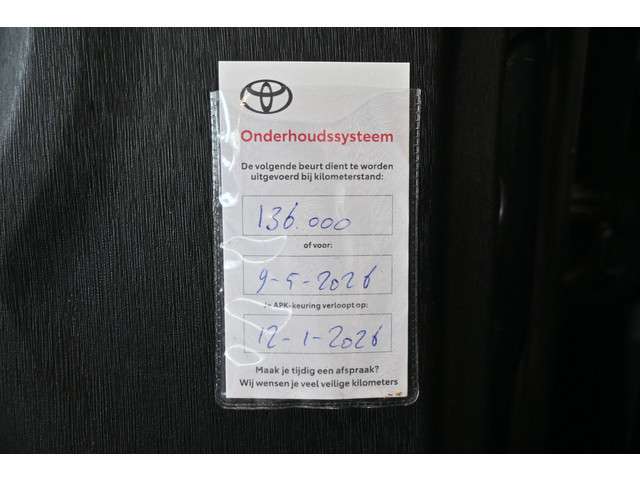 Onderhoudssysteem
De volgende beurt dient te worden
uitgevoerd bij kilometerstand:
136.000
of voor:
9-5-2026
Je APK-keuring verloopt op:
12-1-2026
Maak je tijdig een afspraak?
Wij wensen je veel veilige kilometers